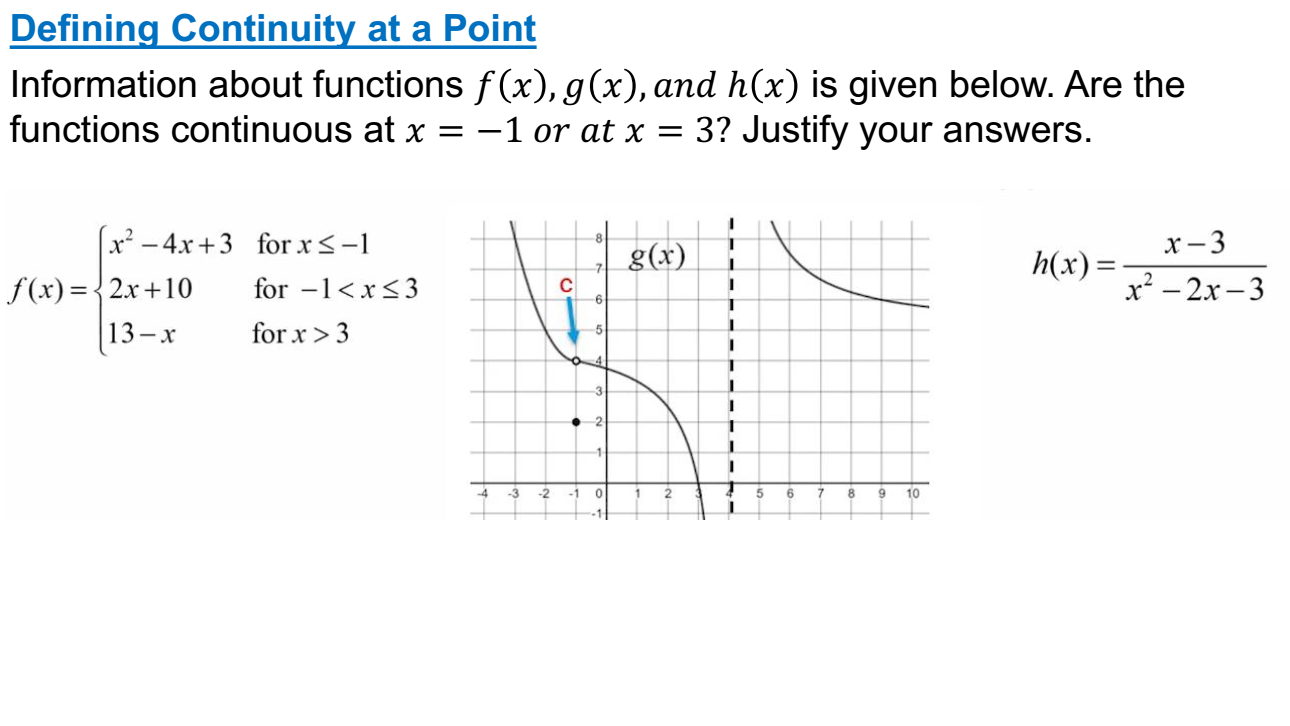 Defining Continuity at a Point
Information about functions f(x), g(x), and h(x) is given below. Are the
functions continuous at x = −1 or at x = 3? Justify your answers.
f(x) = { x² − 4x + 3 for x ≤ −1
2x + 10 for −1 < x ≤ 3
13 − x for x > 3
g(x)
C
8
7
6
5
4
3
2
1
-4 -3 -2 -1 0 1 2 3 4 5 6 7 8 9 10
-1
h(x) = x − 3
x² − 2x − 3